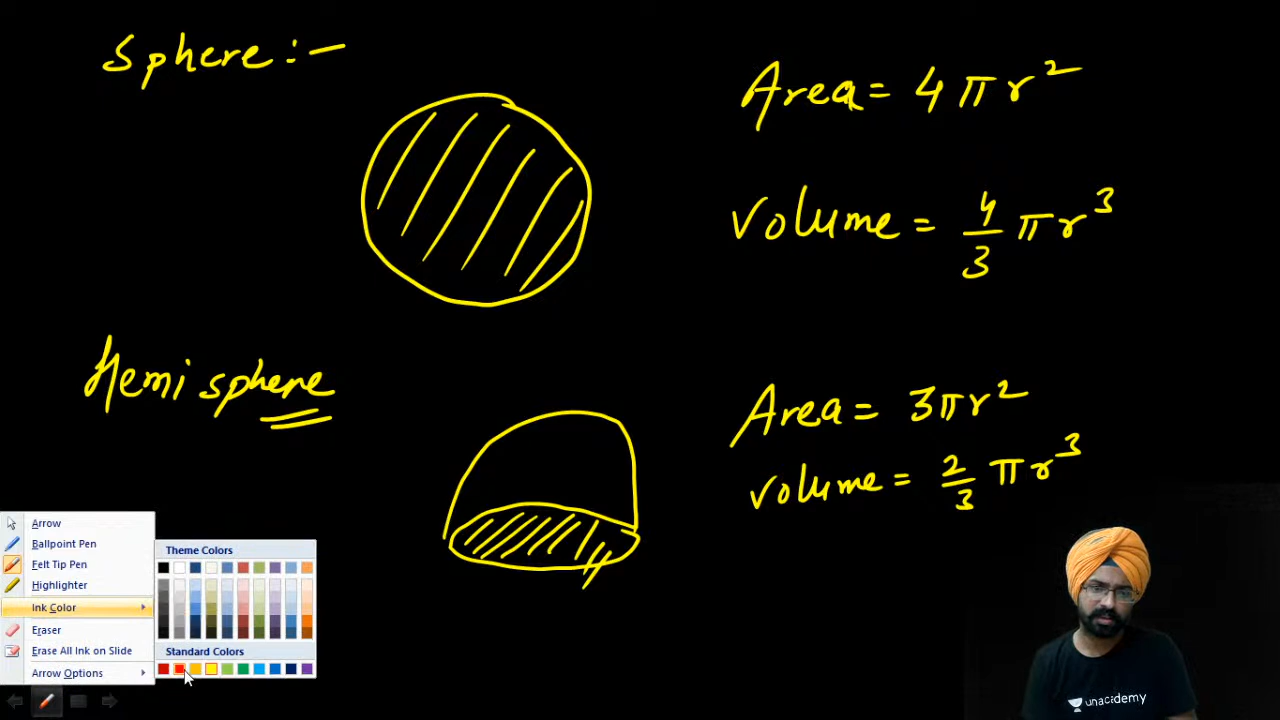 Sphere:-
Area = 4πr²
Volume = 4/3 πr³
Hemisphere
Area = 3πr²
Volume = 2/3 πr³
Arrow
Ballpoint Pen
Felt Tip Pen
Highlighter
Ink Color
Eraser
Erase All Ink on Slide
Arrow Options
Theme Colors
Standard Colors
unacademy